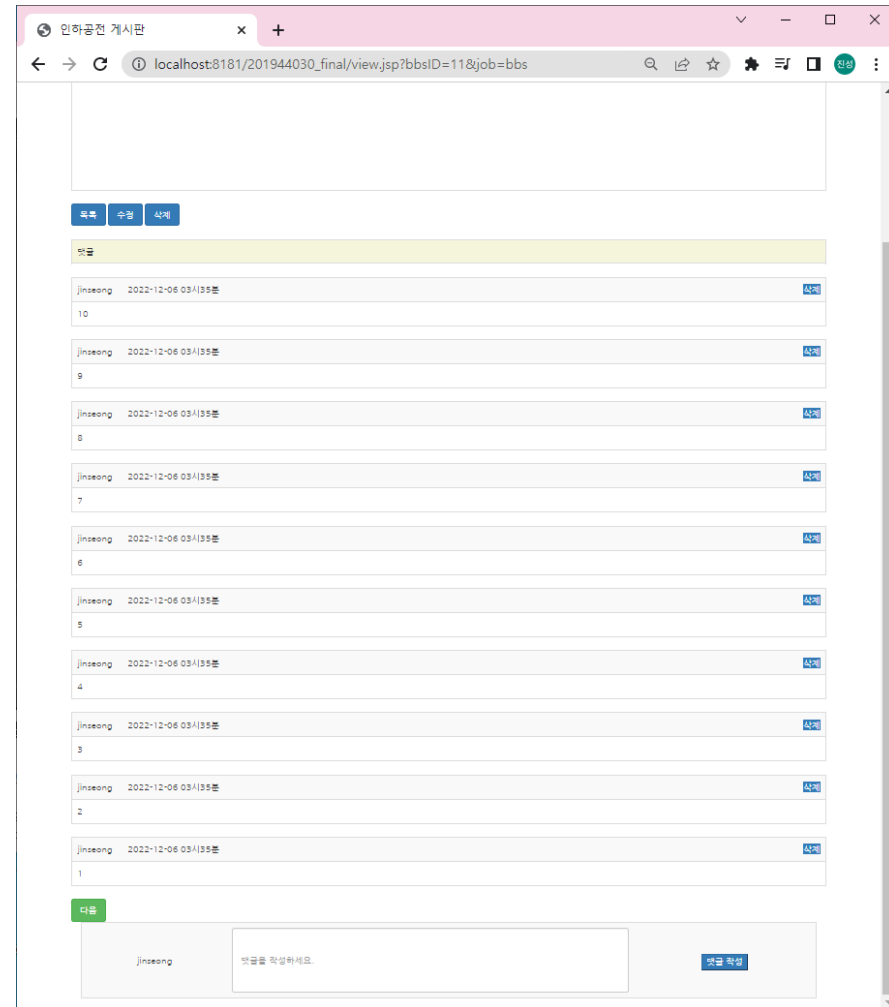 인하공전 게시판
localhost:8181/201944030_final/view.jsp?bbsID=11&job=bbs
진성
목록 수정 삭제
댓글
jinseong 2022-12-06 03시35분 삭제
10
jinseong 2022-12-06 03시35분 삭제
9
jinseong 2022-12-06 03시35분 삭제
8
jinseong 2022-12-06 03시35분 삭제
7
jinseong 2022-12-06 03시35분 삭제
6
jinseong 2022-12-06 03시35분 삭제
5
jinseong 2022-12-06 03시35분 삭제
4
jinseong 2022-12-06 03시35분 삭제
3
jinseong 2022-12-06 03시35분 삭제
2
jinseong 2022-12-06 03시35분 삭제
1
다음
jinseong 댓글을 작성하세요. 댓글 작성